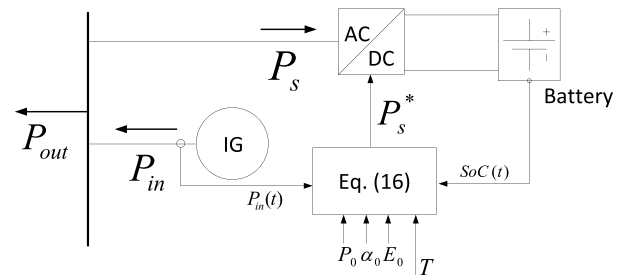 AC
DC
P_s
Battery
P_s^*
P_out
P_in
IG
Eq. (16)
SoC(t)
P_in(t)
P_0 α_0 E_0
T